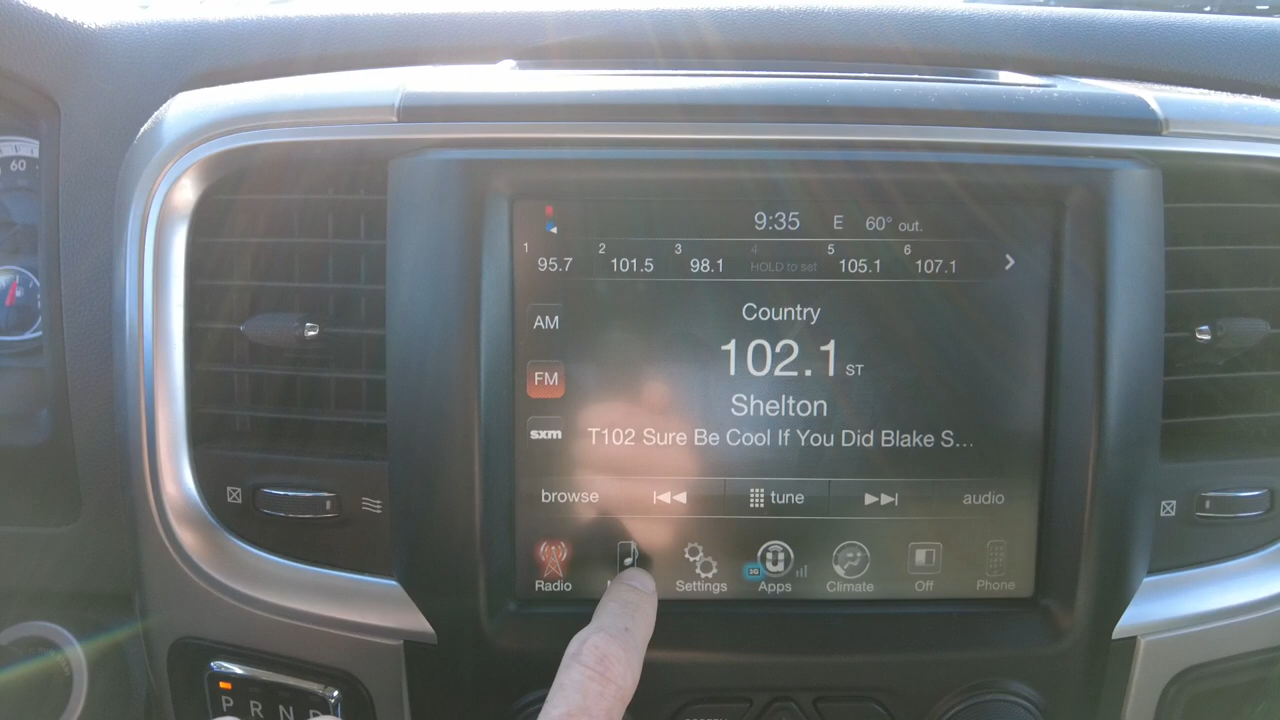 60
9:35 E 60° out.
1 2 3 4 5 6
95.7 101.5 98.1 HOLD to set 105.1 107.1
AM
FM
sxm
Country
102.1 ST
Shelton
T102 Sure Be Cool If You Did Blake S...
browse tune audio
3G
Radio Settings Apps Climate Off Phone
P R N